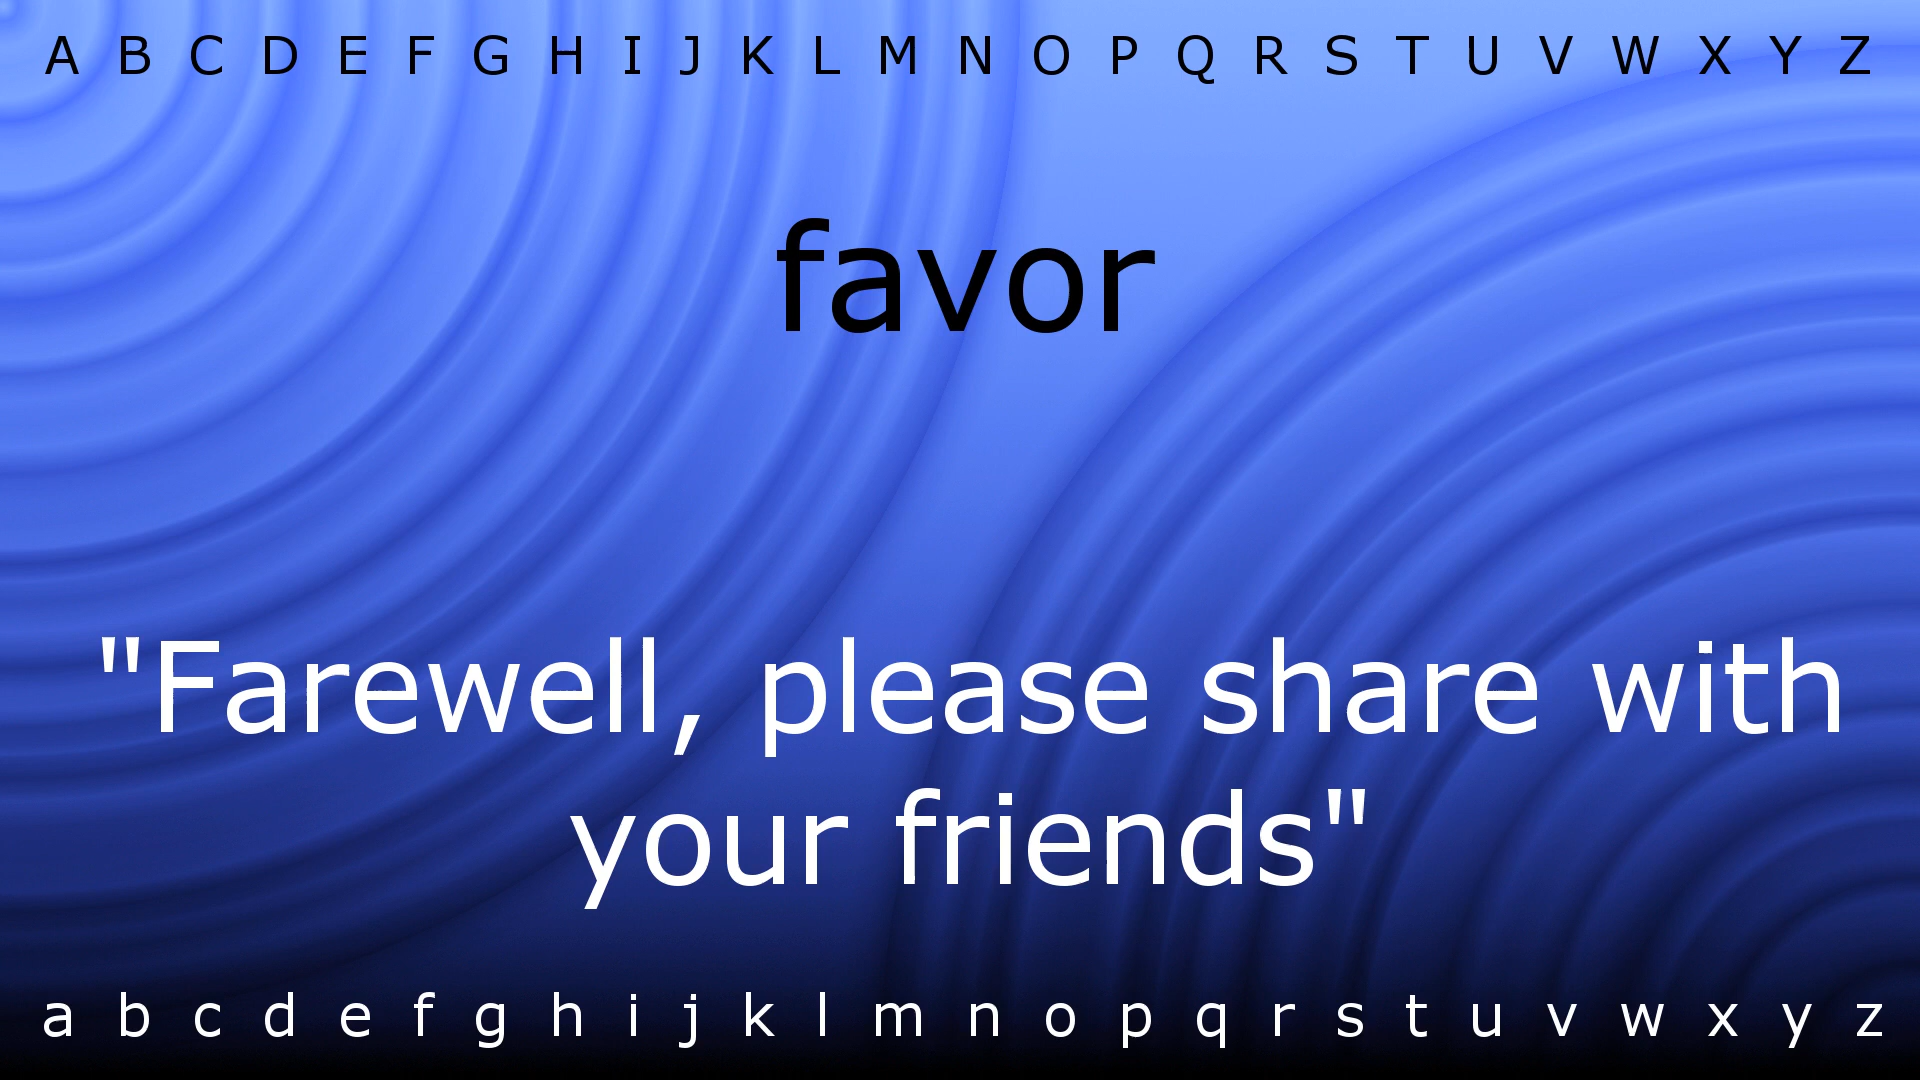 A B C D E F G H I J K L M N O P Q R S T U V W X Y Z
favor
"Farewell, please share with
your friends"
a b c d e f g h i j k l m n o p q r s t u v w x y z